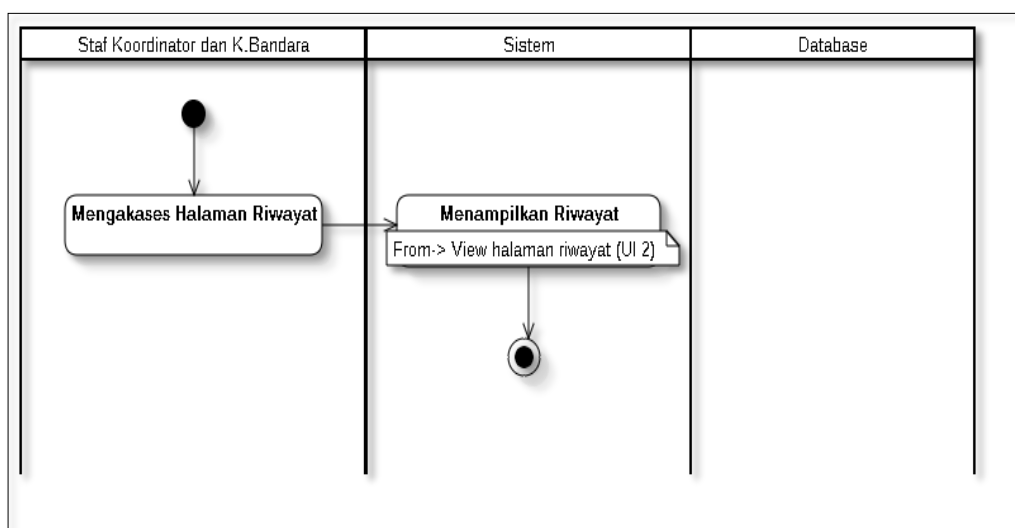 Staf Koordinator dan K.Bandara
Sistem
Database
Mengakases Halaman Riwayat
Menampilkan Riwayat
From-> View halaman riwayat (UI 2)